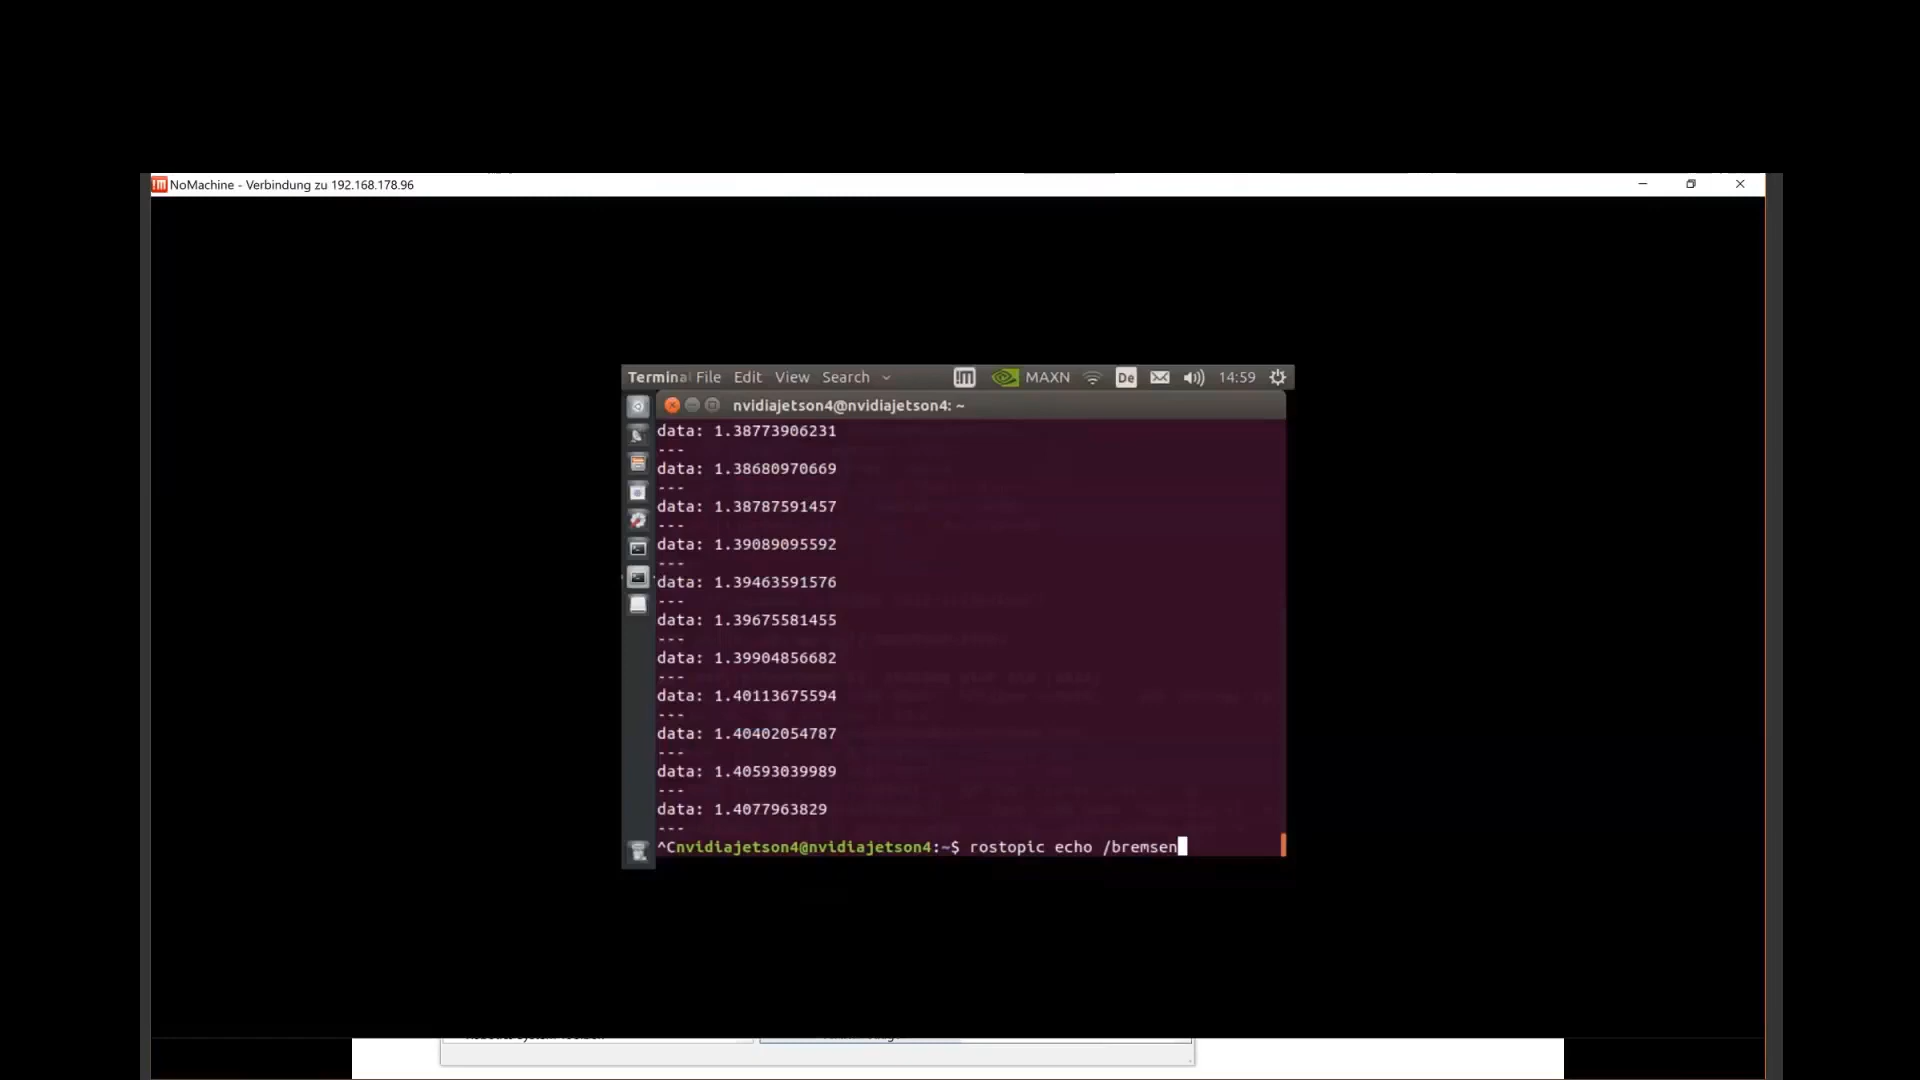 NoMachine - Verbindung zu 192.168.178.96
Terminal File Edit View Search MAXN De 14:59
nvidiajetson4@nvidiajetson4: ~
data: 1.38773906231
---
data: 1.38680970669
---
data: 1.38787591457
---
data: 1.39089095592
---
data: 1.39463591576
---
data: 1.39675581455
---
data: 1.39904856682
---
data: 1.40113675594
---
data: 1.40402054787
---
data: 1.40593039989
---
data: 1.4077963829
---
^Cnvidiajetson4@nvidiajetson4:~$ rostopic echo /bremsen